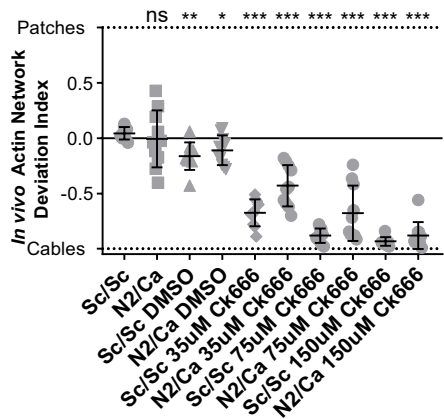 ns ** * *** *** *** *** *** ***
Patches
0.5
0.0
-0.5
Cables
In vivo Actin Network
Deviation Index
Sc/Sc
N2/Ca
Sc/Sc DMSO
N2/Ca DMSO
Sc/Sc 35uM Ck666
N2/Ca 35uM Ck666
Sc/Sc 75uM Ck666
N2/Ca 75uM Ck666
Sc/Sc 150uM Ck666
N2/Ca 150uM Ck666